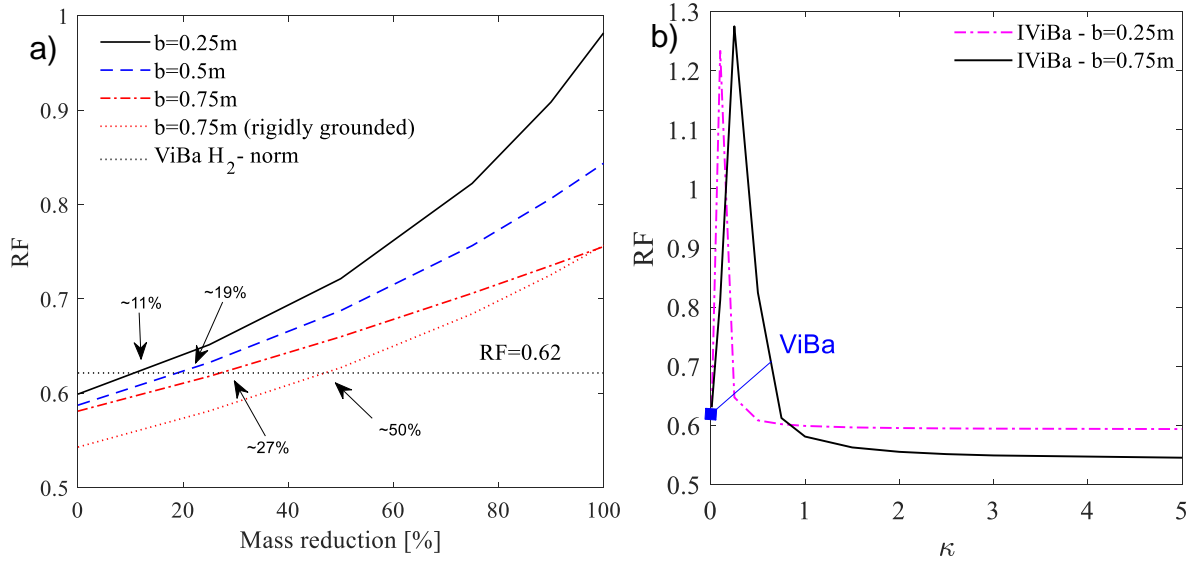 a)
b=0.25m
b=0.5m
b=0.75m
b=0.75m (rigidly grounded)
ViBa H2- norm
~11%
~19%
RF=0.62
~27%
~50%
1
0.9
0.8
0.7
0.6
0.5
RF
0
20
40
60
80
100
Mass reduction [%]
b)
IViBa - b=0.25m
IViBa - b=0.75m
ViBa
1.3
1.2
1.1
1
0.9
0.8
0.7
0.6
0.5
RF
0
1
2
3
4
5
κ